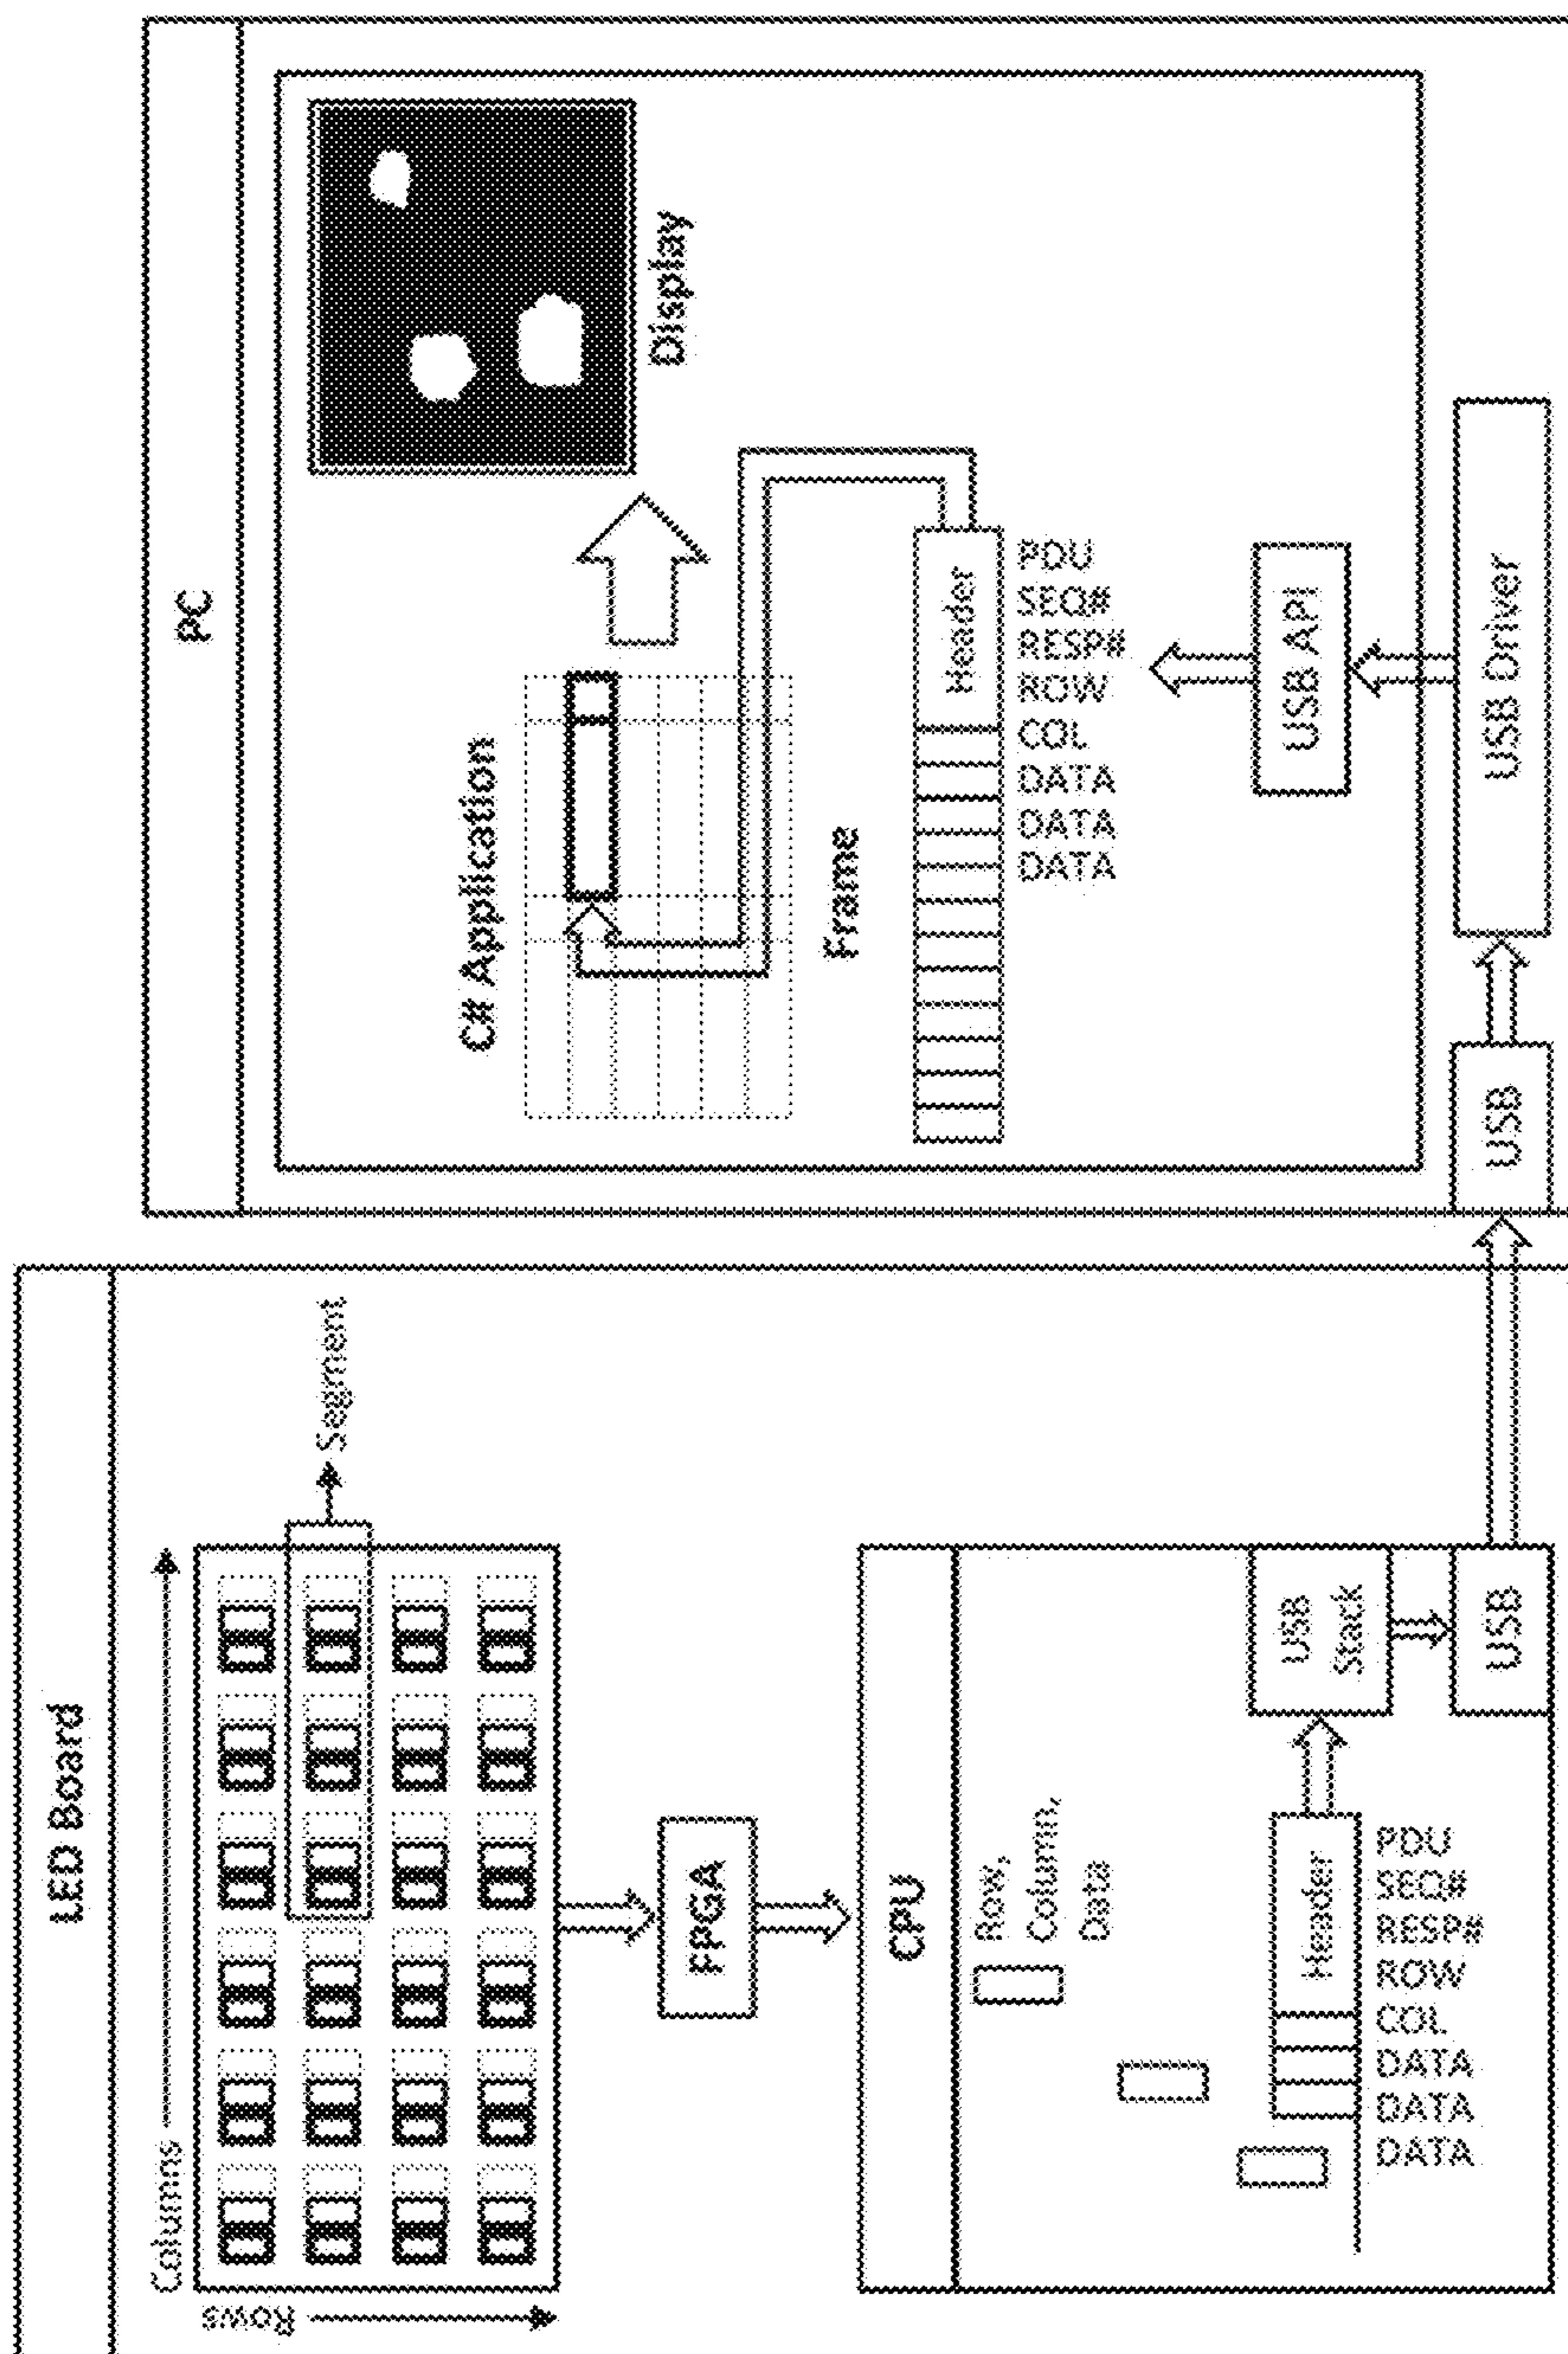 LED Board
Columns
Rows
Segment
FPGA
CPU
Row,
Column,
Data
Header
PDU
SEQ#
RESP#
ROW
COL
DATA
DATA
DATA
USB
Stack
USB
PC
C# Application
Display
Frame
Header
PDU
SEQ#
RESP#
ROW
COL
DATA
DATA
DATA
USB API
USB
USB Driver